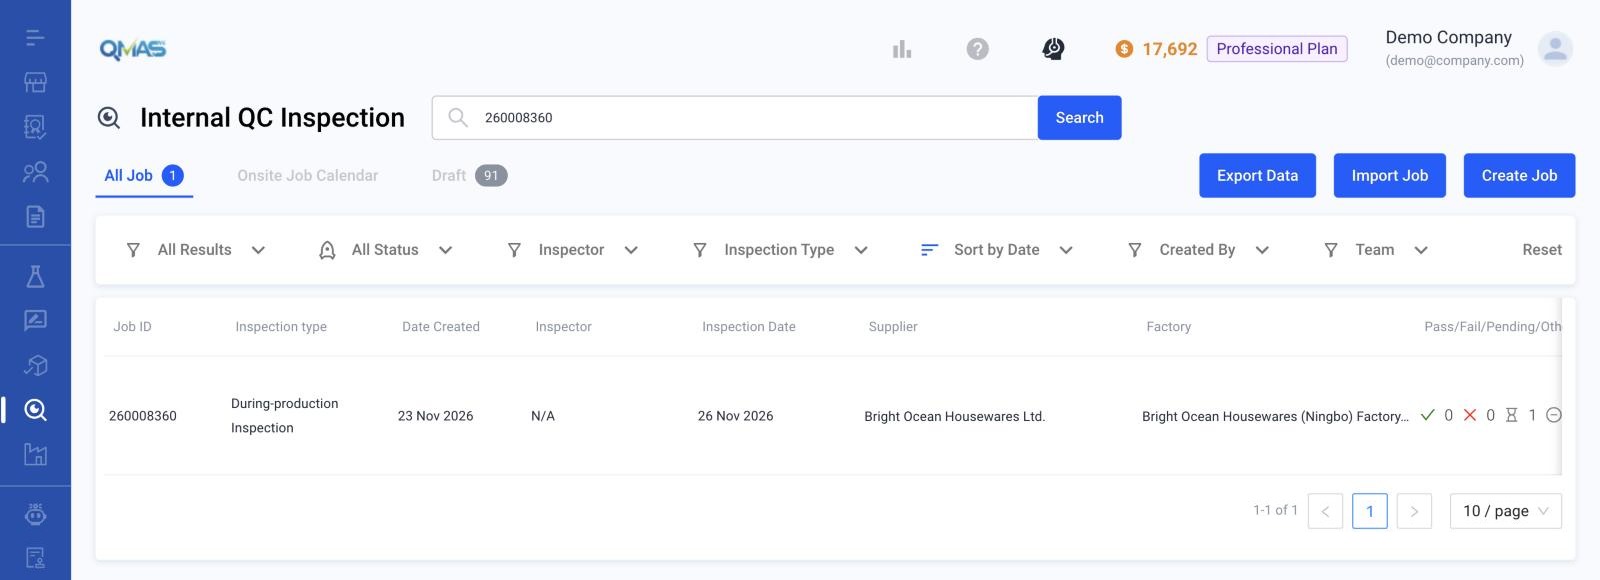 QMAS
17,692 Professional Plan
Demo Company
(demo@company.com)
Internal QC Inspection
260008360
Search
All Job 1
Onsite Job Calendar
Draft 91
Export Data
Import Job
Create Job
All Results
All Status
Inspector
Inspection Type
Sort by Date
Created By
Team
Reset
Job ID
Inspection type
Date Created
Inspector
Inspection Date
Supplier
Factory
Pass/Fail/Pending/Oth
260008360
During-production
Inspection
23 Nov 2026
N/A
26 Nov 2026
Bright Ocean Housewares Ltd.
Bright Ocean Housewares (Ningbo) Factory...
0 0 1
1-1 of 1
1
10 / page